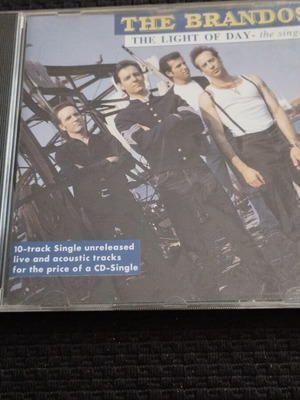 THE BRANDOS
THE LIGHT OF DAY- the sing
10-track Single unreleased
live and acoustic tracks
for the price of a CD-Single